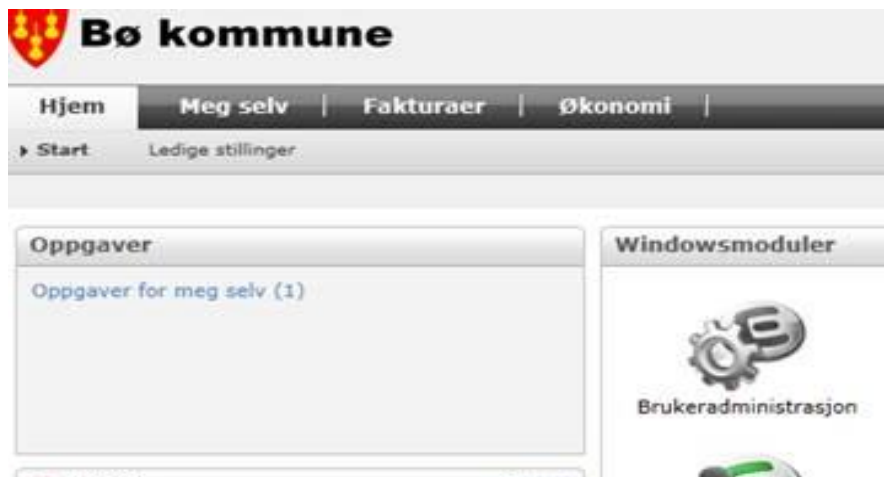 Bø kommune
Hjem Meg selv Fakturaer Økonomi
Start Ledige stillinger
Oppgaver
Oppgaver for meg selv (1)
Windowsmoduler
Brukeradministrasjon